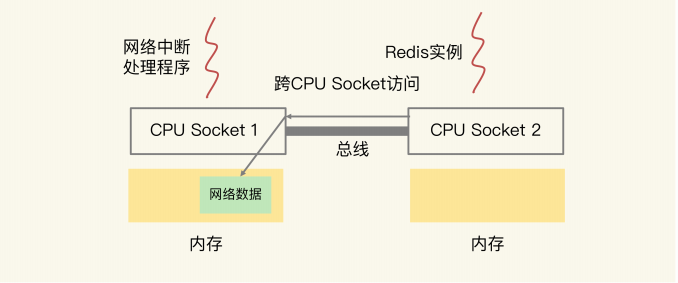 网络中断
处理程序
Redis实例
跨CPU Socket访问
CPU Socket 1
CPU Socket 2
总线
网络数据
内存
内存